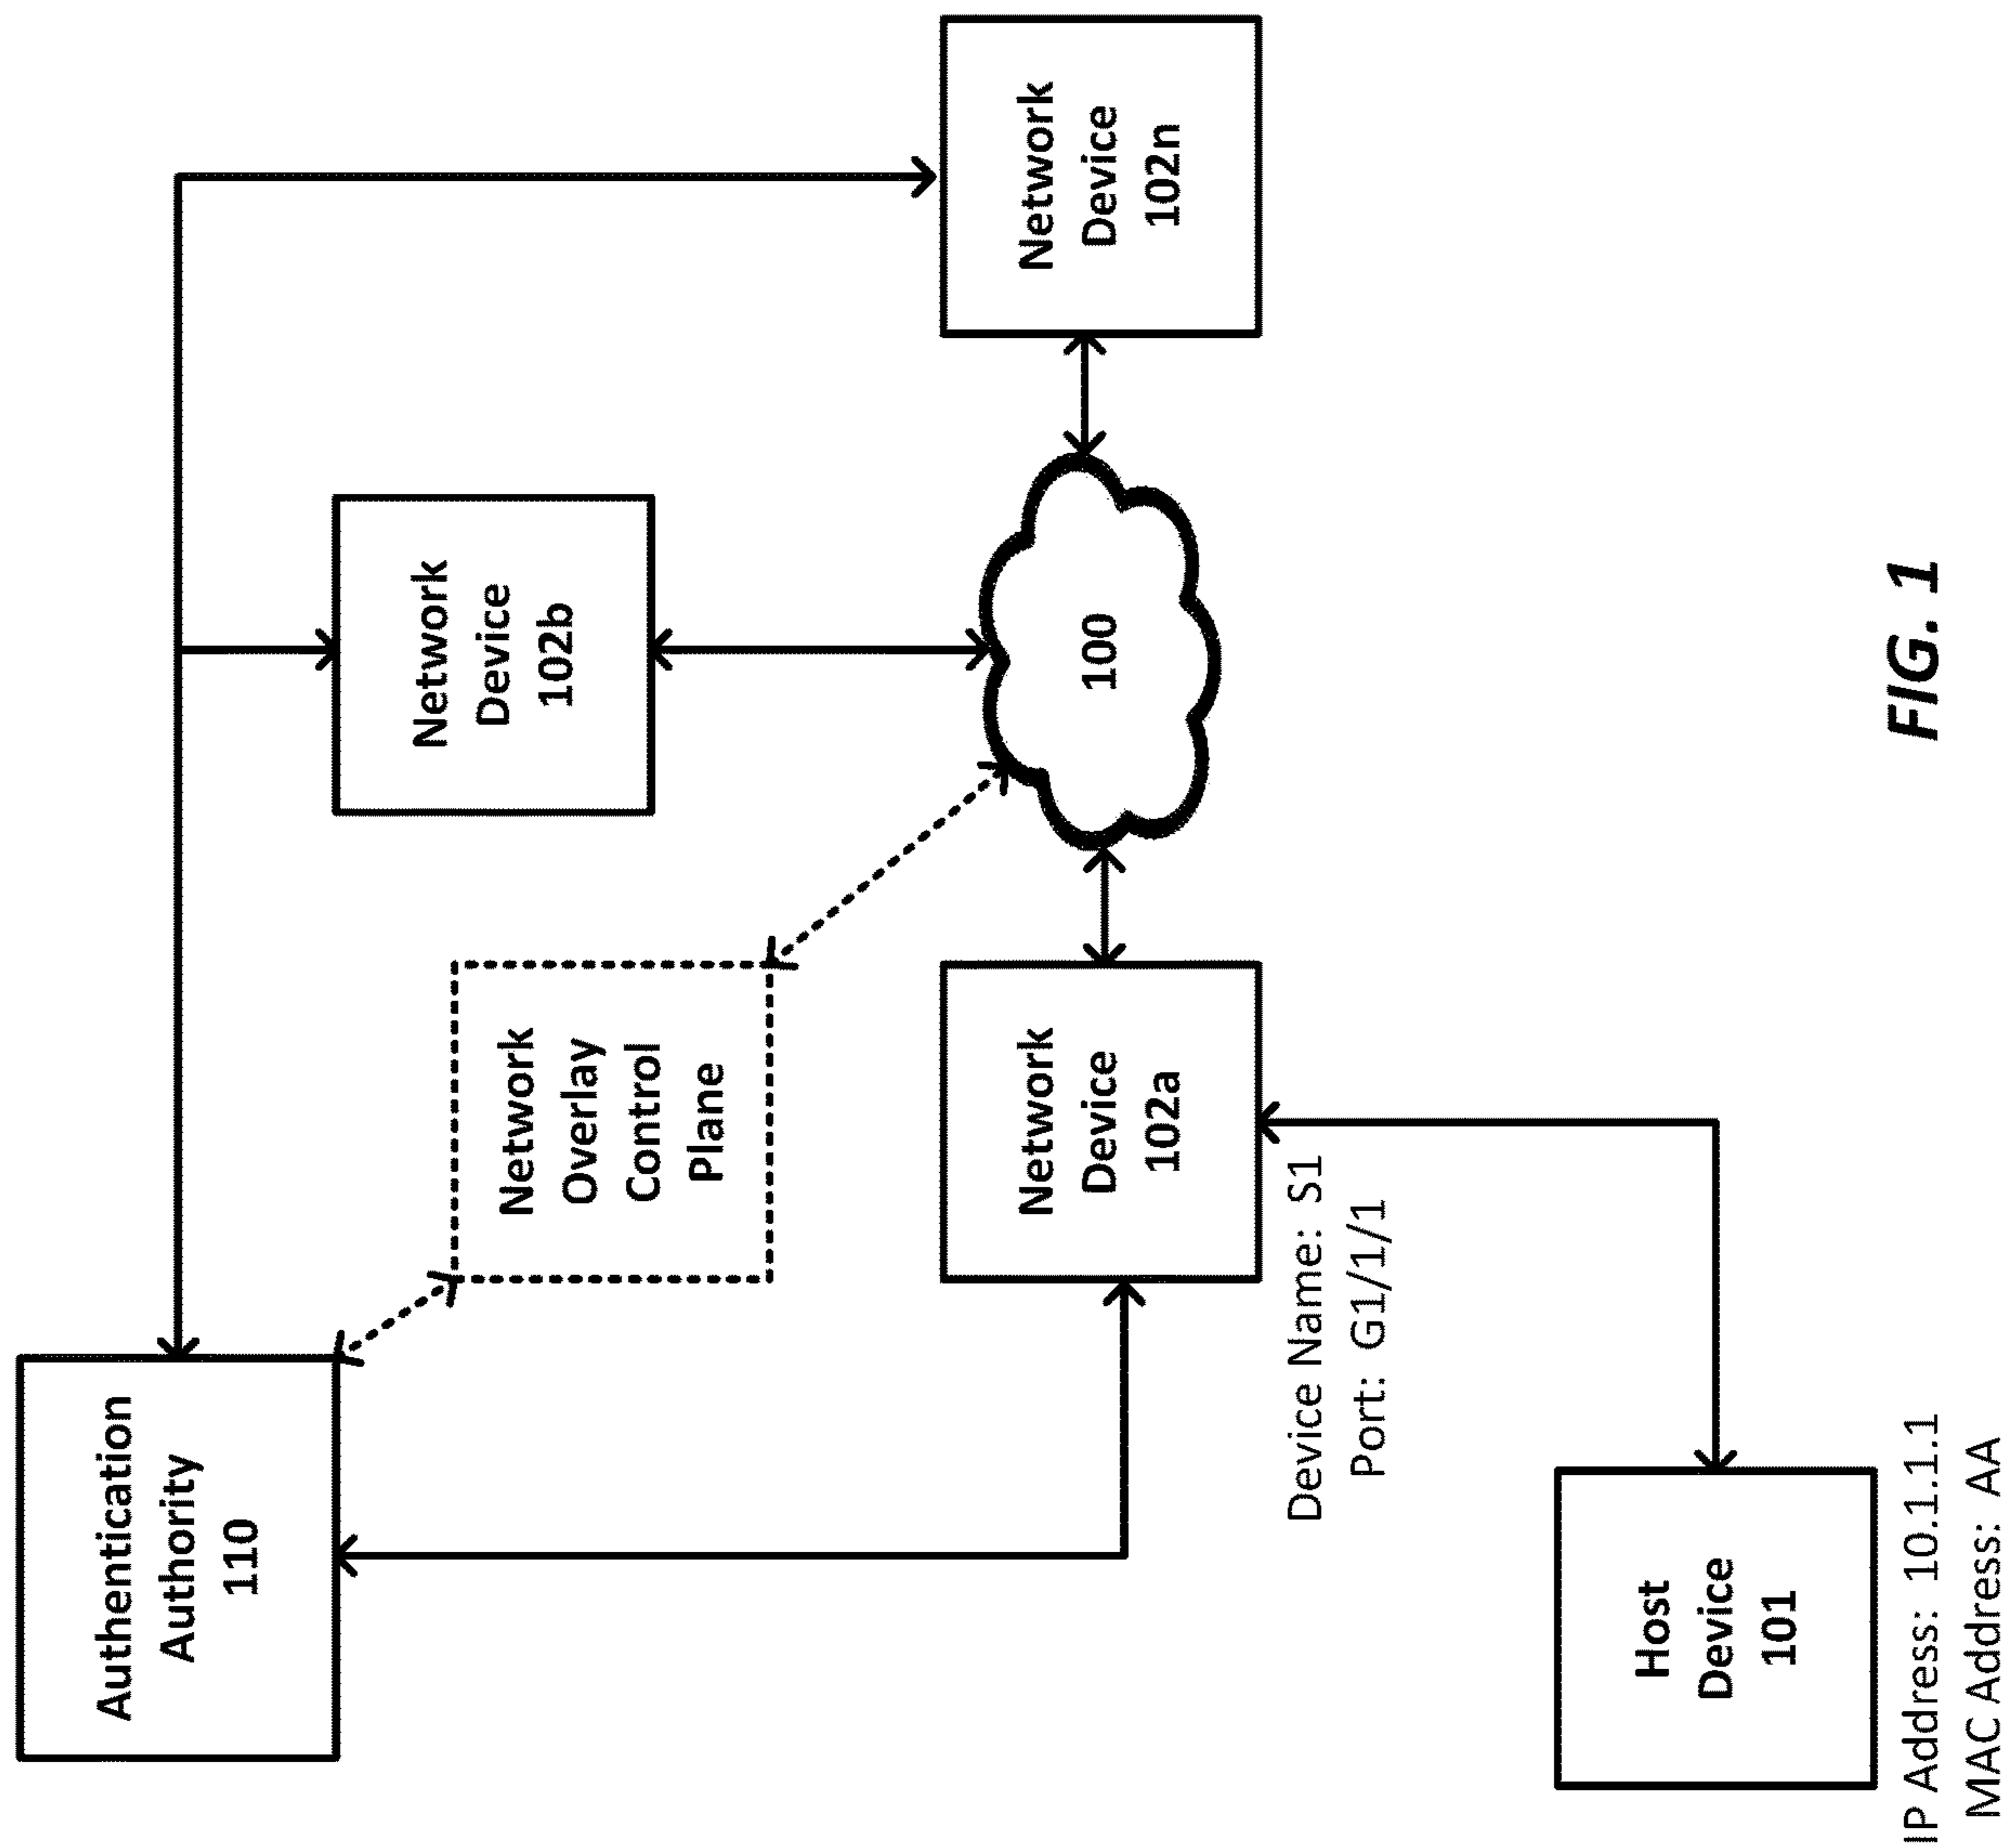 Authentication
Authority
110
Network
Device
102b
Network
Overlay
Control
Plane
Network
Device
102a
100
Network
Device
102n
Device Name: S1
Port: G1/1/1
Host
Device
101
IP Address: 10.1.1.1
MAC Address: AA
FIG. 1